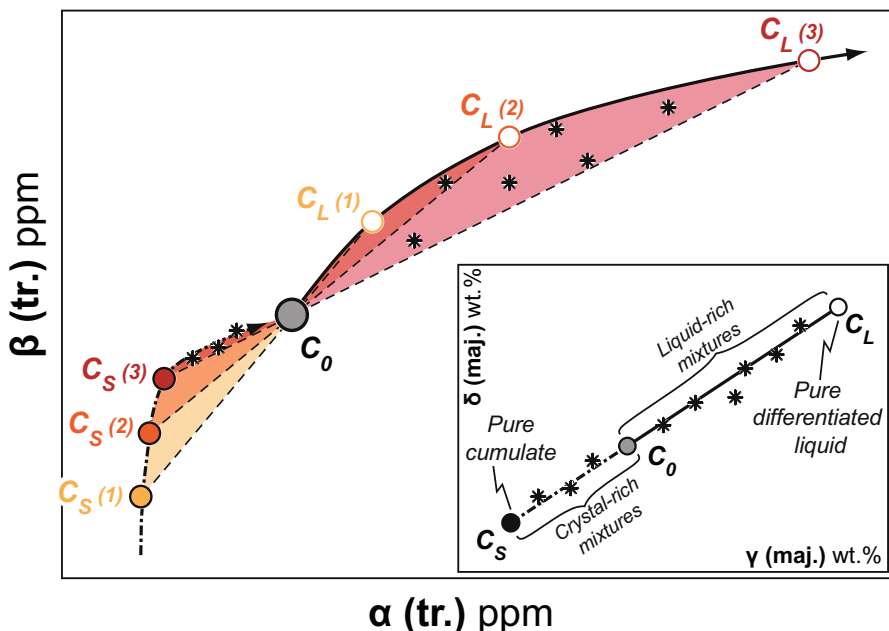 C_L (3)
C_L (2)
C_L (1)
C_0
C_S (3)
C_S (2)
C_S (1)
β (tr.) ppm
α (tr.) ppm
δ (maj.) wt.%
Liquid-rich
mixtures
C_L
Pure
differentiated
liquid
Pure
cumulate
C_0
C_S
Crystal-rich
mixtures
γ (maj.) wt.%